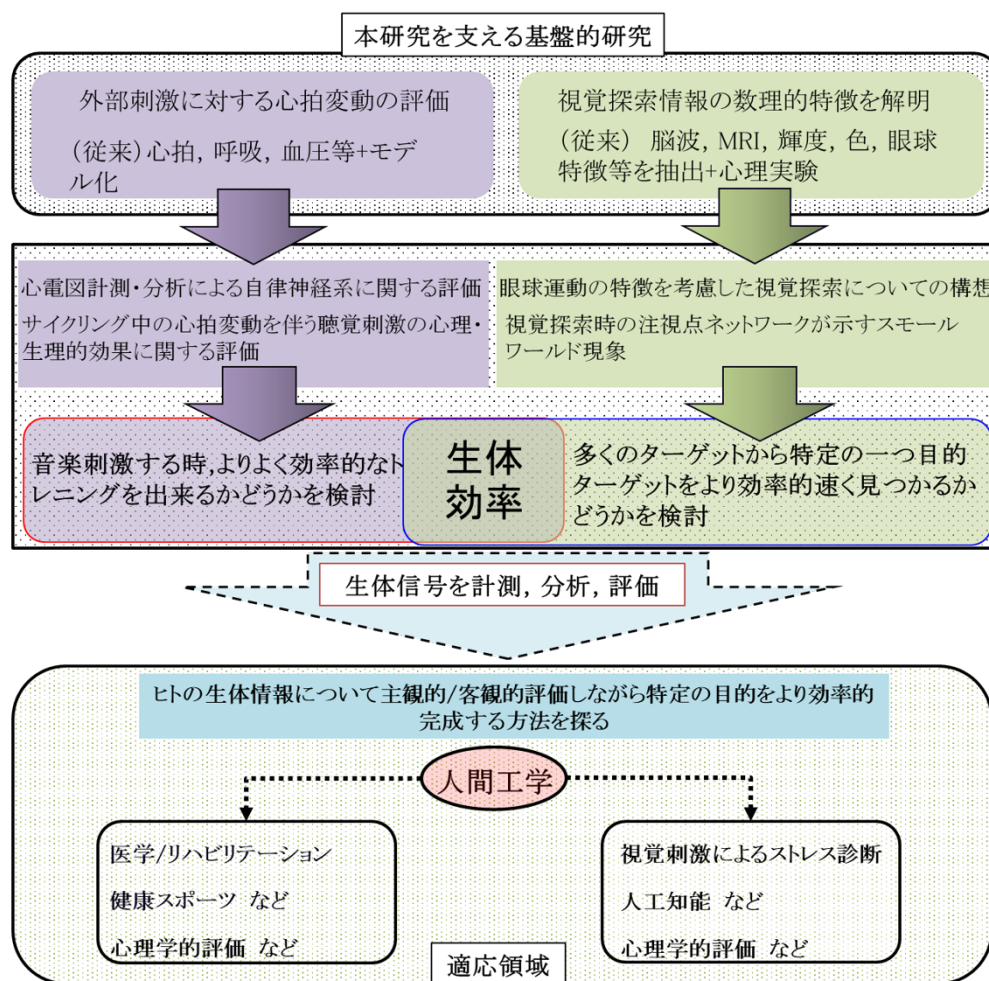 本研究を支える基盤的研究
外部刺激に対する心拍変動の評価
(従来)心拍, 呼吸, 血圧等+モデ
ル化
視覚探索情報の数理的特徴を解明
(従来) 脳波, MRI, 輝度, 色, 眼球
特徴等を抽出+心理実験
心電図計測・分析による自律神経系に関する評価
サイクリング中の心拍変動を伴う聴覚刺激の心理・
生理的効果に関する評価
眼球運動の特徴を考慮した視覚探索についての構想
視覚探索時の注視点ネットワークが示すスモール
ワールド現象
音楽刺激する時,よりよく効率的なト
レニングを出来るかどうかを検討
生体
効率
多くのターゲットから特定の一つ目的
ターゲットをより効率的速く見つかるか
どうかを検討
生体信号を計測, 分析, 評価
ヒトの生体情報について主観的/客観的評価しながら特定の目的をより効率的
完成する方法を探る
人間工学
医学/リハビリテーション
健康スポーツ など
心理学的評価 など
視覚刺激によるストレス診断
人工知能 など
心理学的評価 など
適応領域